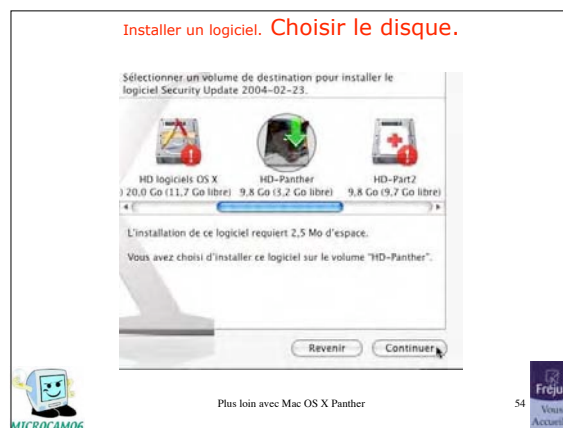 Installer un logiciel. Choisir le disque.
Sélectionner un volume de destination pour installer le
logiciel Security Update 2004-02-23.
HD logiciels OS X HD-Panther HD-Part2
20,0 Go (11,7 Go libre) 9,8 Go (3,2 Go libre) 9,8 Go (9,7 Go libre)
L'installation de ce logiciel requiert 2,5 Mo d'espace.
Vous avez choisi d'installer ce logiciel sur le volume "HD-Panther".
Revenir Continuer
MICROCAM06
Plus loin avec Mac OS X Panther
54
Fréju
Vous
Accueil